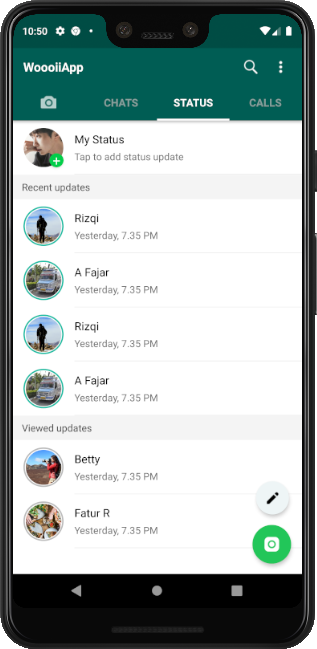 10:50
WoooiiApp
CHATS STATUS CALLS
My Status
Tap to add status update
Recent updates
Rizqi
Yesterday, 7.35 PM
A Fajar
Yesterday, 7.35 PM
Rizqi
Yesterday, 7.35 PM
A Fajar
Yesterday, 7.35 PM
Viewed updates
Betty
Yesterday, 7.35 PM
Fatur R
Yesterday, 7.35 PM